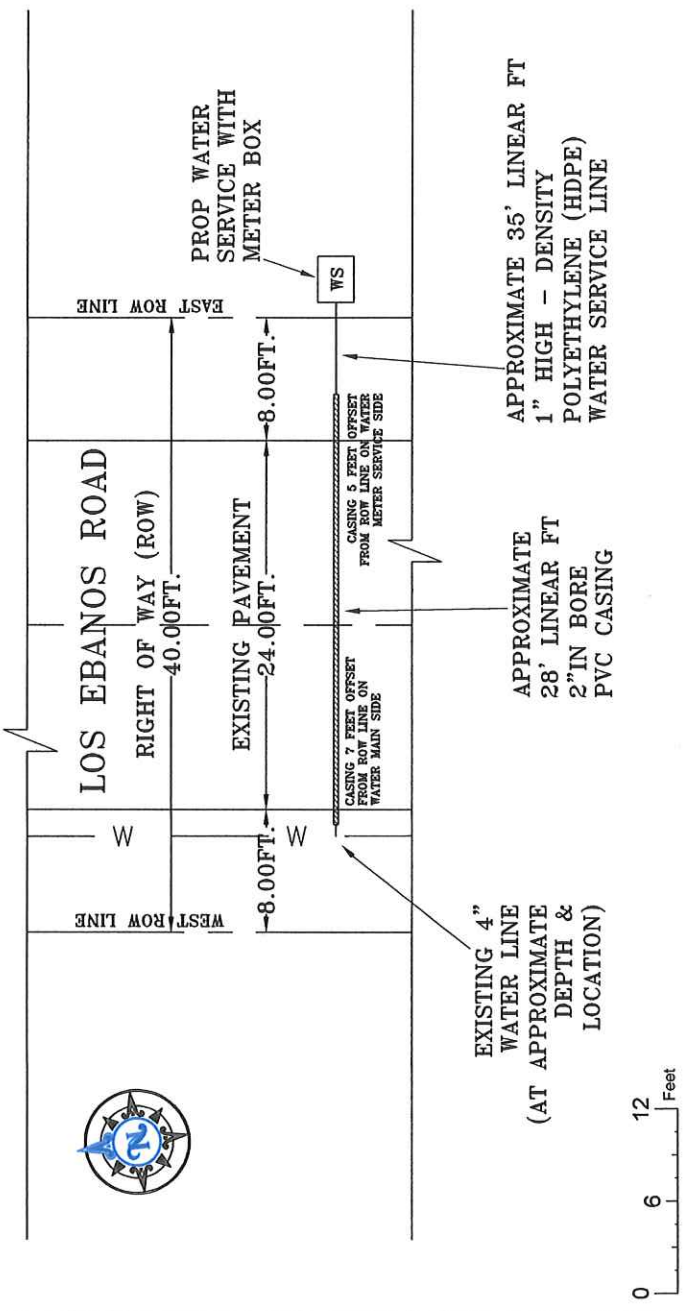 LOS EBANOS ROAD
RIGHT OF WAY (ROW)
40.00FT.
EXISTING PAVEMENT
24.00FT.
8.00FT.
8.00FT.
WEST ROW LINE
EAST ROW LINE
W
W
PROP WATER
SERVICE WITH
METER BOX
WS
CASING 7 FEET OFFSET
FROM ROW LINE ON
WATER MAIN SIDE
CASING 5 FEET OFFSET
FROM ROW LINE ON WATER
METER SERVICE SIDE
EXISTING 4"
WATER LINE
(AT APPROXIMATE
DEPTH &
LOCATION)
APPROXIMATE
28' LINEAR FT
2"IN BORE
PVC CASING
APPROXIMATE 35' LINEAR FT
1" HIGH - DENSITY
POLYETHYLENE (HDPE)
WATER SERVICE LINE
N
0 6 12
Feet